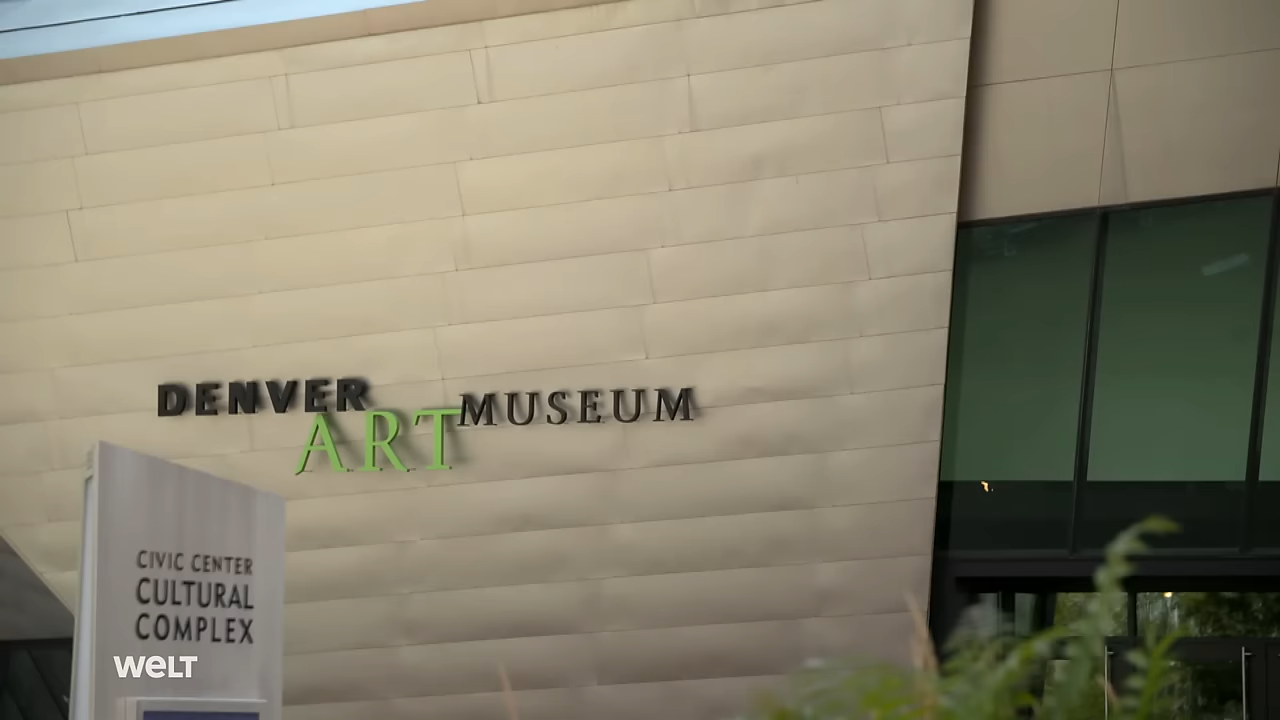 DENVER
ART MUSEUM
CIVIC CENTER
CULTURAL
COMPLEX
welt